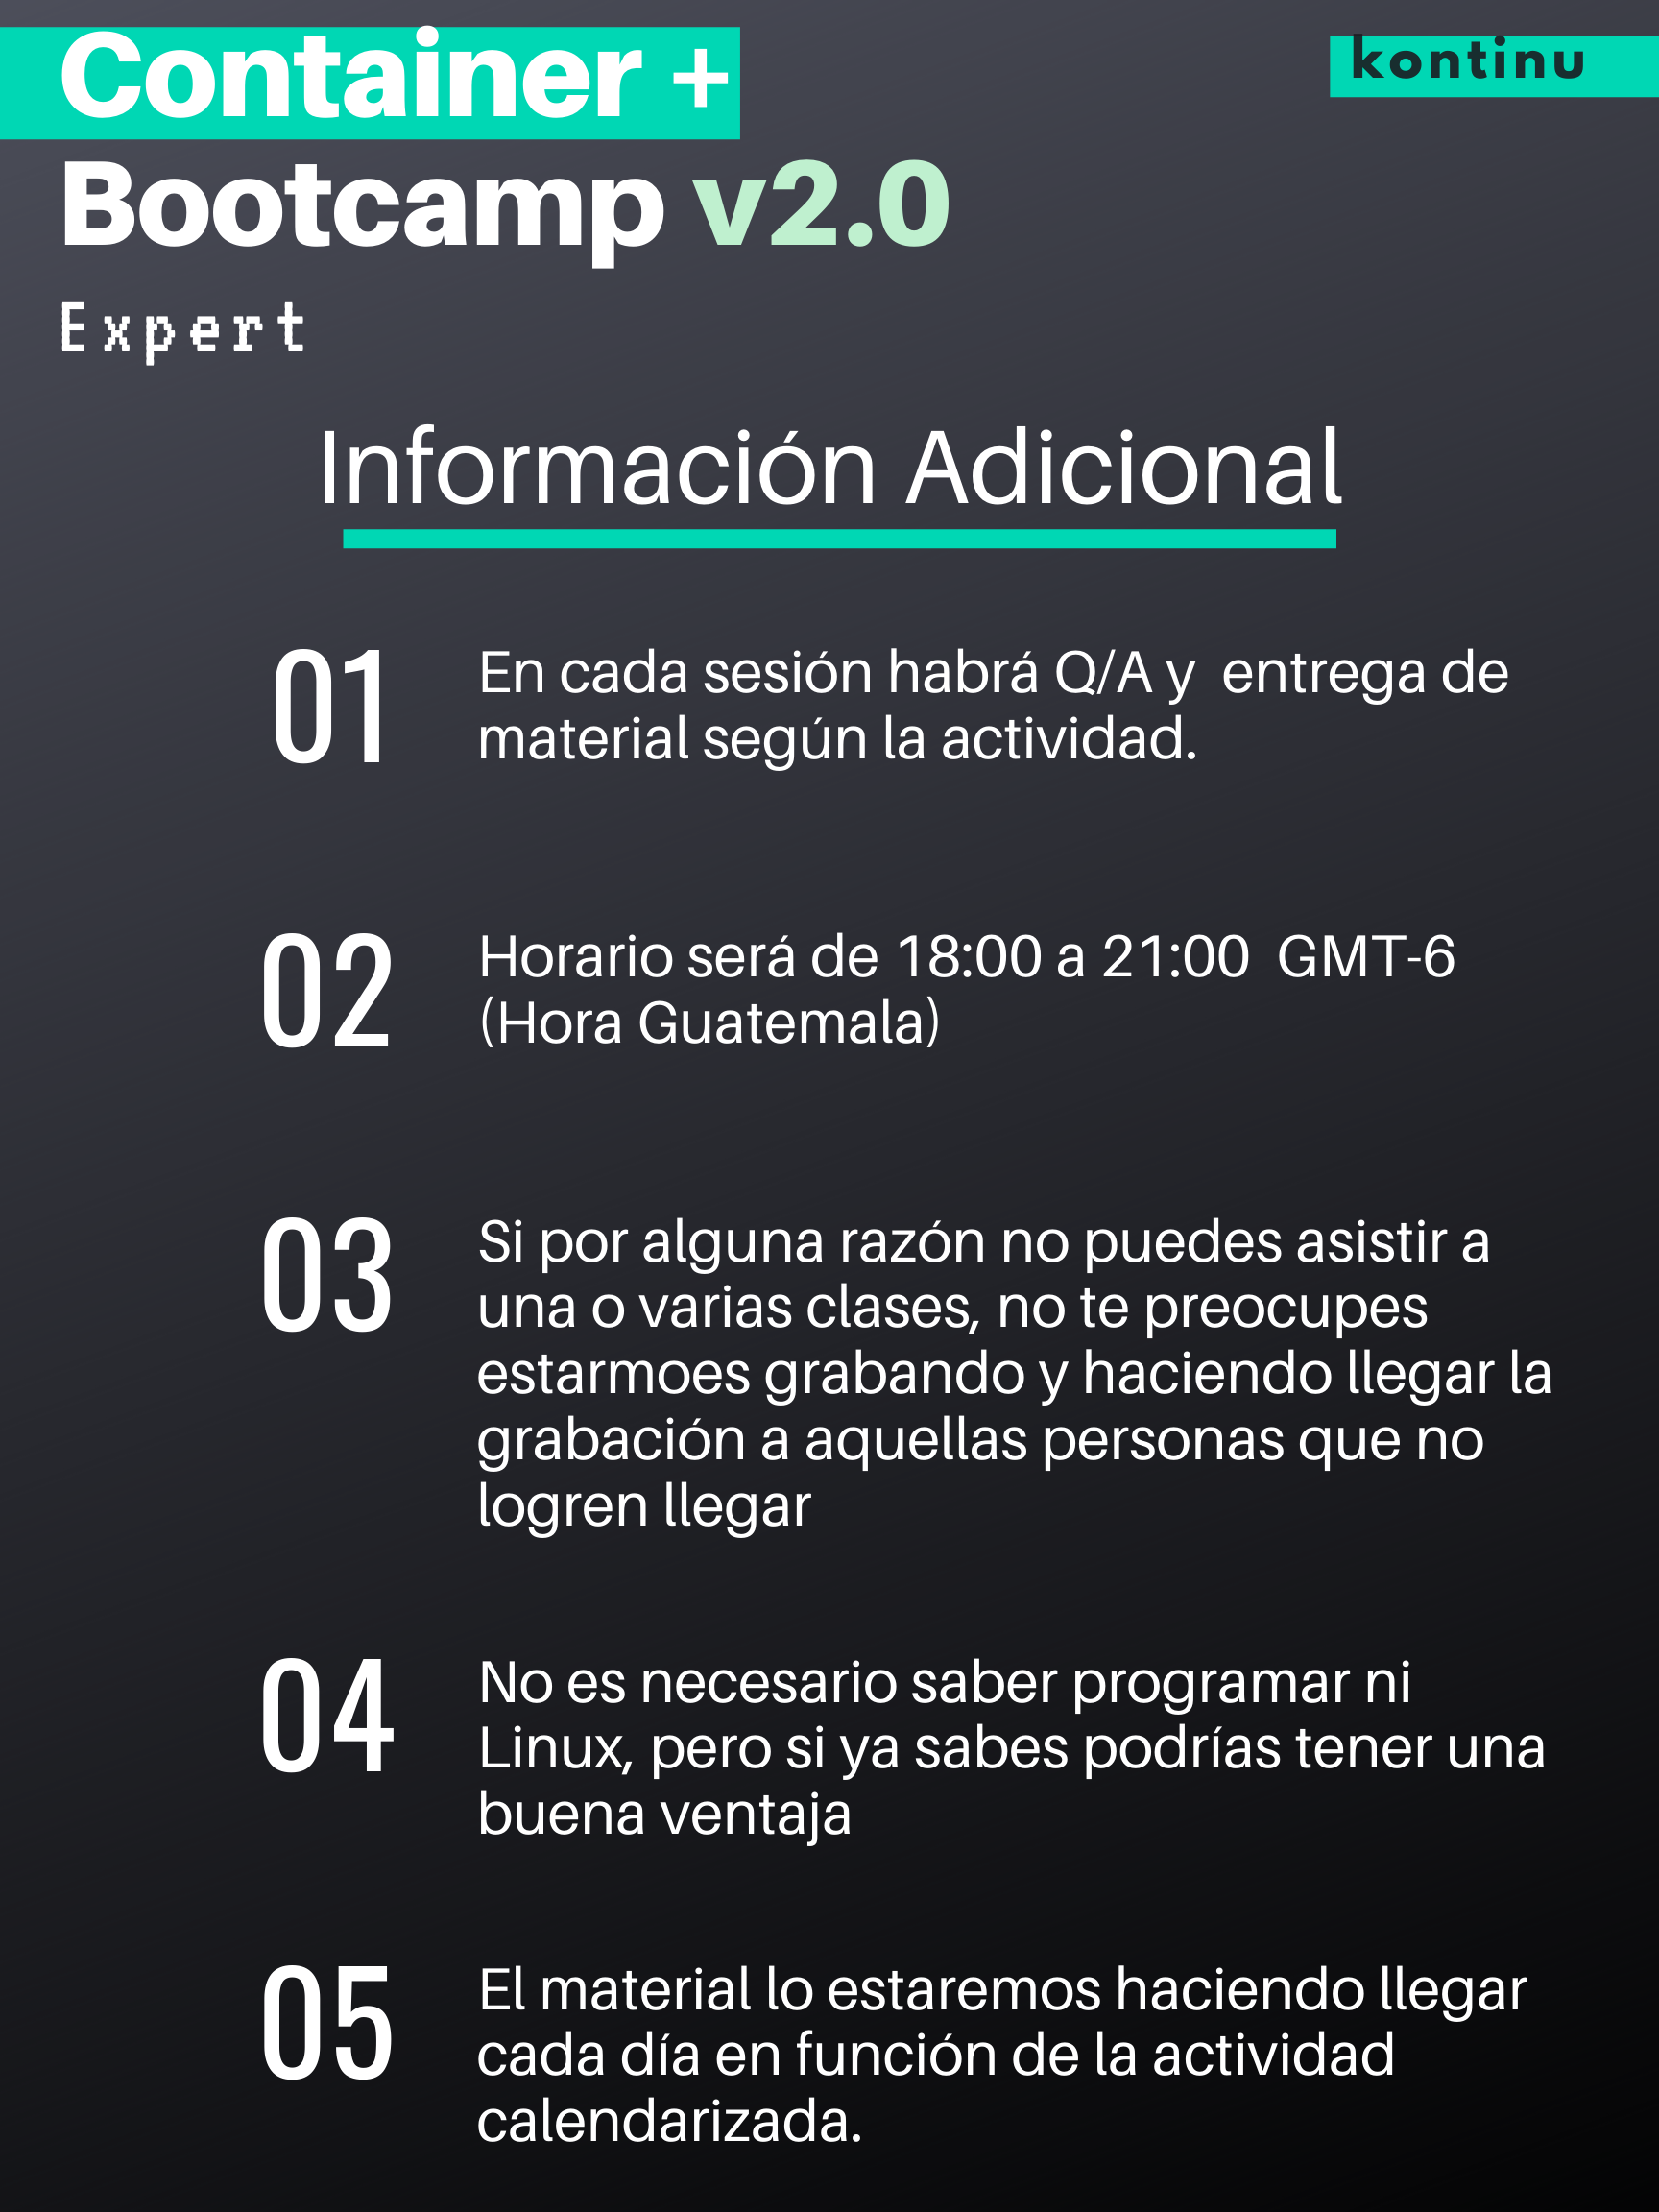 Container +
kontinu
Bootcamp v2.0
Expert
Información Adicional
01
En cada sesión habrá Q/A y  entrega de
material según la actividad.
02
Horario será de 18:00 a 21:00  GMT-6
(Hora Guatemala)
03
Si por alguna razón no puedes asistir a
una o varias clases, no te preocupes
estarmoes grabando y haciendo llegar la
grabación a aquellas personas que no
logren llegar
04
No es necesario saber programar ni
Linux, pero si ya sabes podrías tener una
buena ventaja
05
El material lo estaremos haciendo llegar
cada día en función de la actividad
calendarizada.